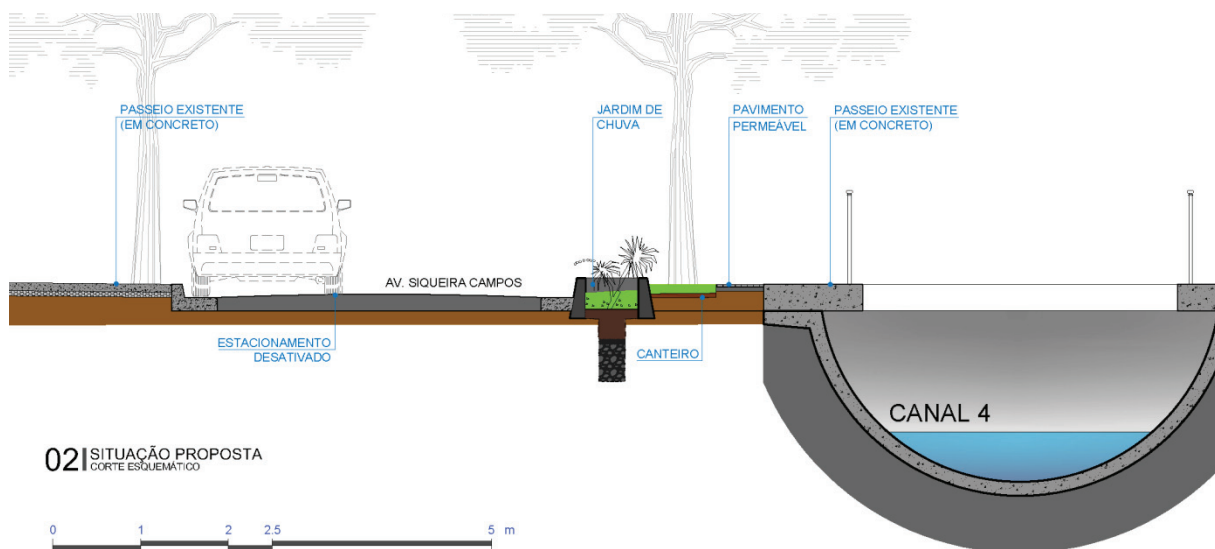 PASSEIO EXISTENTE
(EM CONCRETO)
JARDIM DE
CHUVA
PAVIMENTO
PERMEÁVEL
PASSEIO EXISTENTE
(EM CONCRETO)
AV. SIQUEIRA CAMPOS
ESTACIONAMENTO
DESATIVADO
CANTEIRO
CANAL 4
02 SITUAÇÃO PROPOSTA
CORTE ESQUEMÁTICO
0 1 2 2.5 5 m